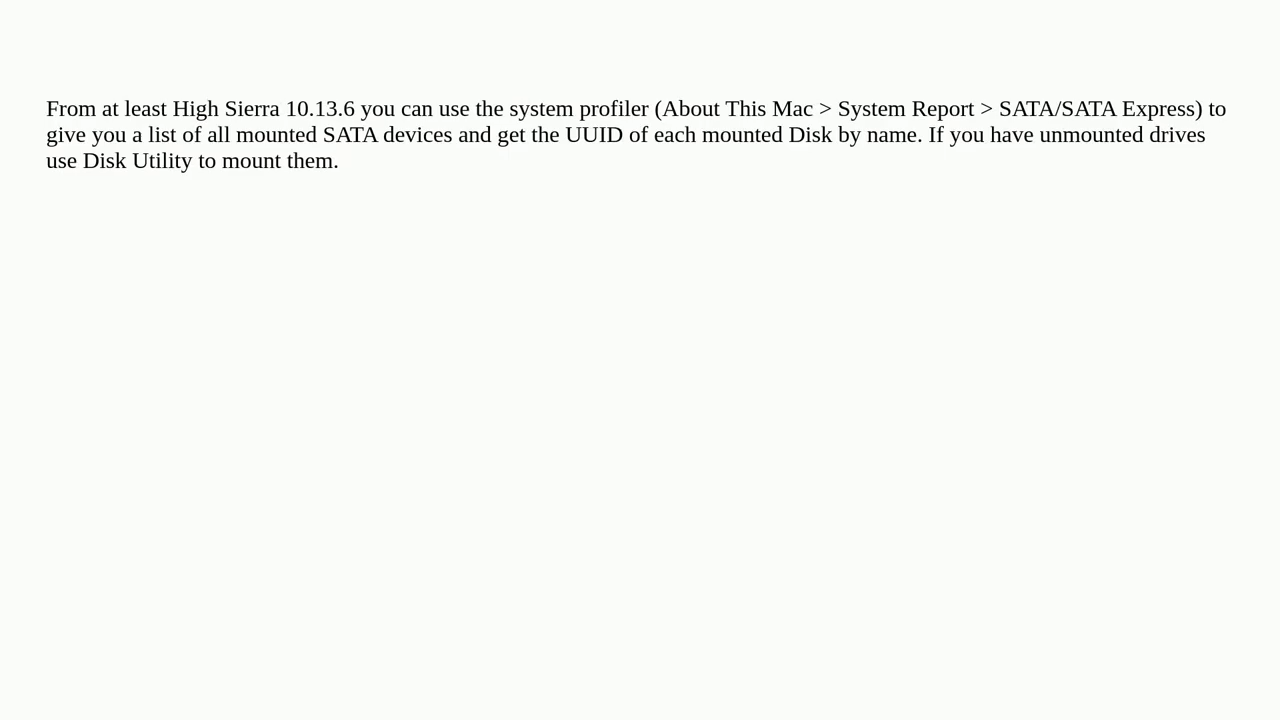 From at least High Sierra 10.13.6 you can use the system profiler (About This Mac > System Report > SATA/SATA Express) to
give you a list of all mounted SATA devices and get the UUID of each mounted Disk by name. If you have unmounted drives
use Disk Utility to mount them.